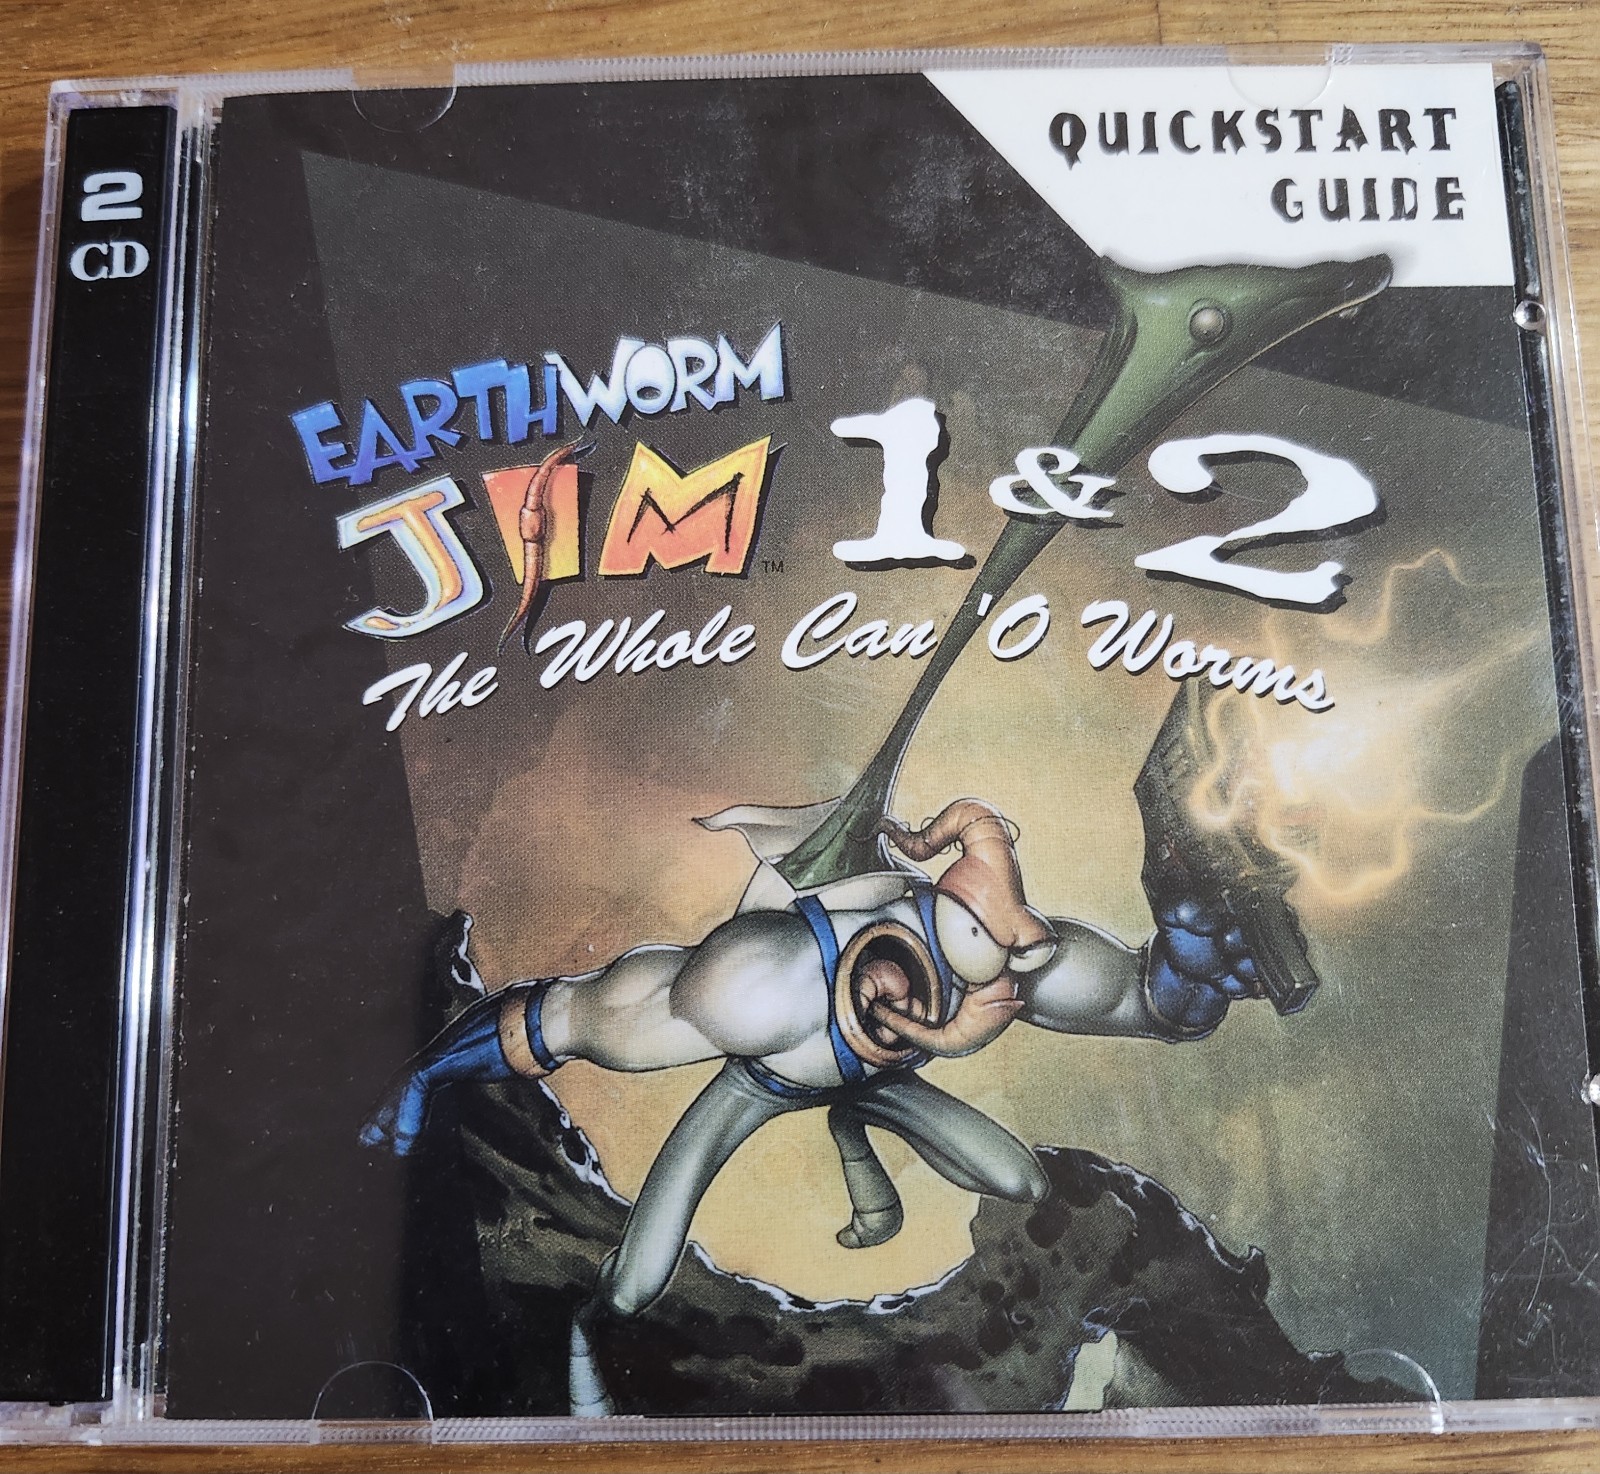 QUICKSTART
GUIDE
2
CD
EARTHWORM
JIM™ 1 & 2
The Whole Can 'O Worms